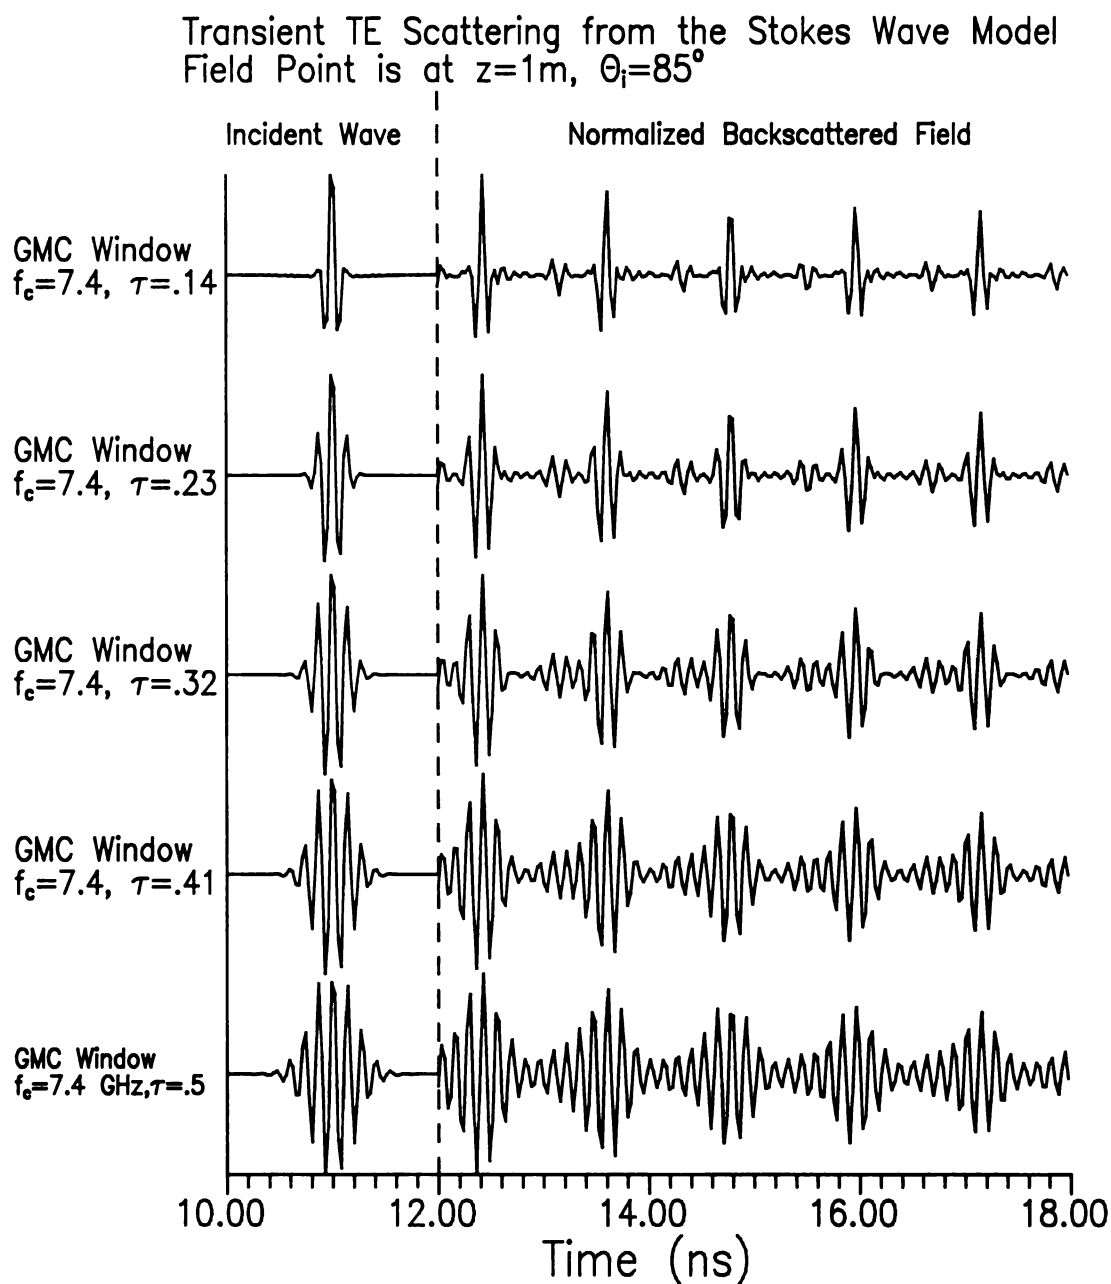 Transient TE Scattering from the Stokes Wave Model
Field Point is at z=1m, Θi=85°
Incident Wave
Normalized Backscattered Field
GMC Window
fc=7.4, τ=.14
GMC Window
fc=7.4, τ=.23
GMC Window
fc=7.4, τ=.32
GMC Window
fc=7.4, τ=.41
GMC Window
fc=7.4 GHz,τ=.5
10.00 12.00 14.00 16.00 18.00
Time (ns)